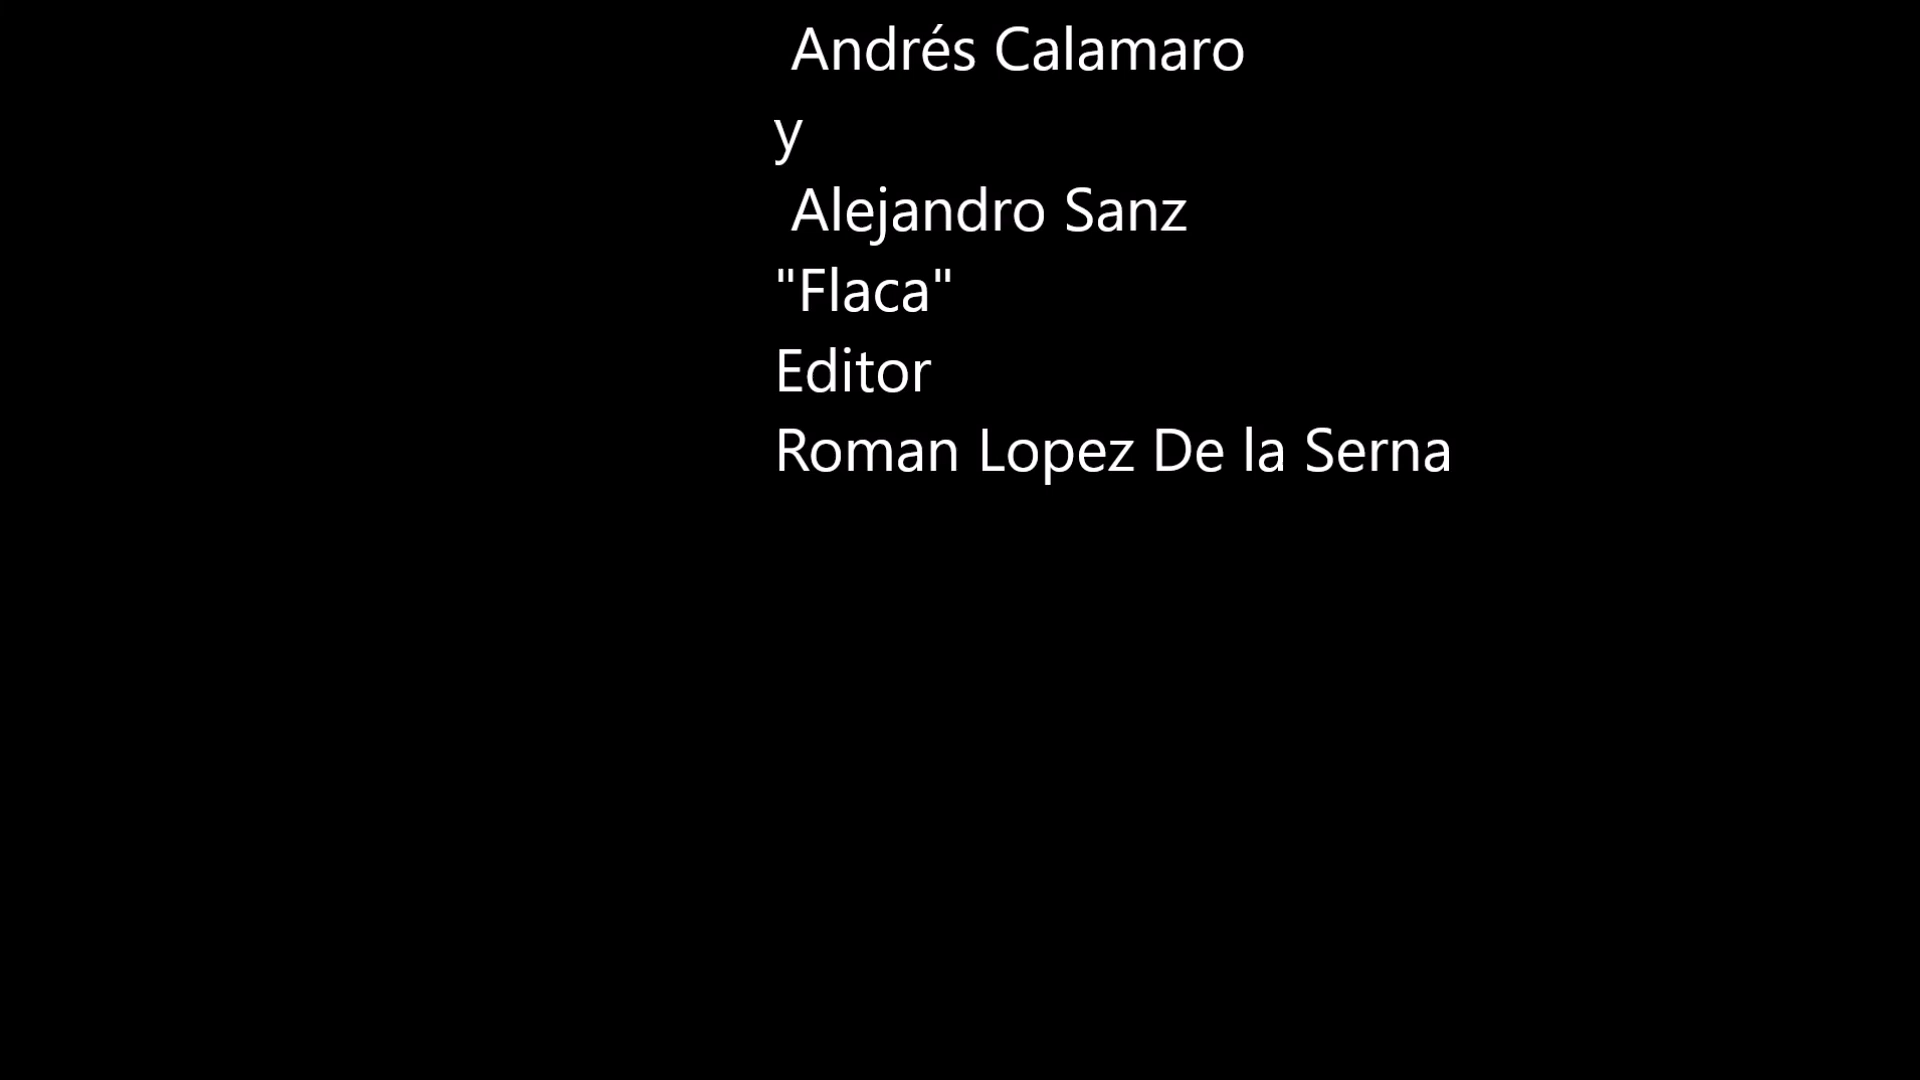 Andrés Calamaro
y
Alejandro Sanz
"Flaca"
Editor
Roman Lopez De la Serna